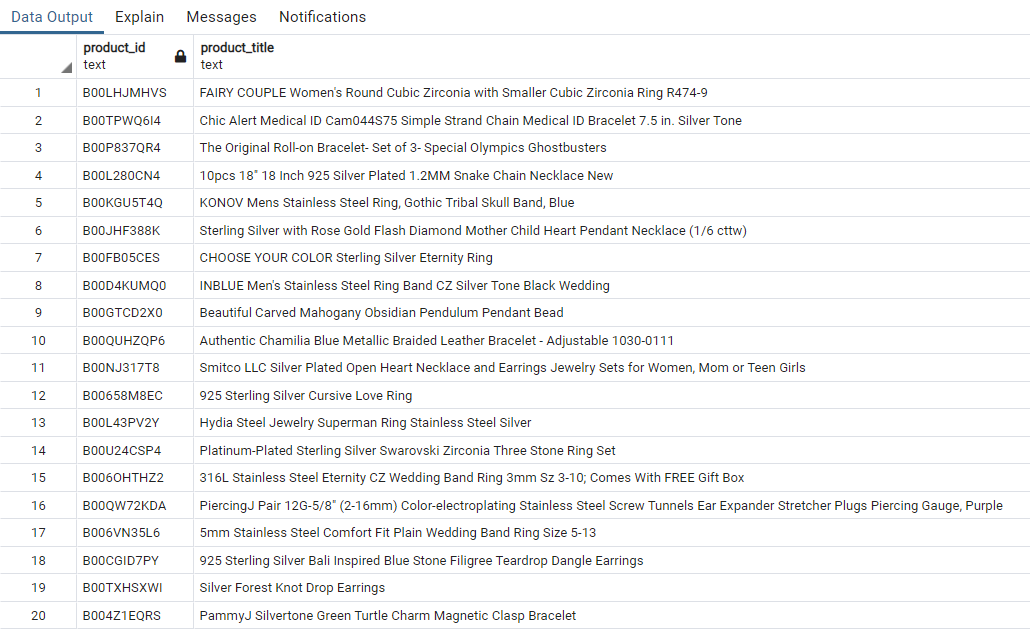 Data Output Explain Messages Notifications
product_id product_title
text text
1 B00LHJMHVS FAIRY COUPLE Women's Round Cubic Zirconia with Smaller Cubic Zirconia Ring R474-9
2 B00TPWQ6I4 Chic Alert Medical ID Cam044S75 Simple Strand Chain Medical ID Bracelet 7.5 in. Silver Tone
3 B00P837QR4 The Original Roll-on Bracelet- Set of 3- Special Olympics Ghostbusters
4 B00L280CN4 10pcs 18" 18 Inch 925 Silver Plated 1.2MM Snake Chain Necklace New
5 B00KGU5T4Q KONOV Mens Stainless Steel Ring, Gothic Tribal Skull Band, Blue
6 B00JHF388K Sterling Silver with Rose Gold Flash Diamond Mother Child Heart Pendant Necklace (1/6 cttw)
7 B00FB05CES CHOOSE YOUR COLOR Sterling Silver Eternity Ring
8 B00D4KUMQ0 INBLUE Men's Stainless Steel Ring Band CZ Silver Tone Black Wedding
9 B00GTCD2X0 Beautiful Carved Mahogany Obsidian Pendulum Pendant Bead
10 B00QUHZQP6 Authentic Chamilia Blue Metallic Braided Leather Bracelet - Adjustable 1030-0111
11 B00NJ317T8 Smitco LLC Silver Plated Open Heart Necklace and Earrings Jewelry Sets for Women, Mom or Teen Girls
12 B00658M8EC 925 Sterling Silver Cursive Love Ring
13 B00L43PV2Y Hydia Steel Jewelry Superman Ring Stainless Steel Silver
14 B00U24CSP4 Platinum-Plated Sterling Silver Swarovski Zirconia Three Stone Ring Set
15 B006OHTHZ2 316L Stainless Steel Eternity CZ Wedding Band Ring 3mm Sz 3-10; Comes With FREE Gift Box
16 B00QW72KDA PiercingJ Pair 12G-5/8" (2-16mm) Color-electroplating Stainless Steel Screw Tunnels Ear Expander Stretcher Plugs Piercing Gauge, Purple
17 B006VN35L6 5mm Stainless Steel Comfort Fit Plain Wedding Band Ring Size 5-13
18 B00CGID7PY 925 Sterling Silver Bali Inspired Blue Stone Filigree Teardrop Dangle Earrings
19 B00TXHSXWI Silver Forest Knot Drop Earrings
20 B004Z1EQRS PammyJ Silvertone Green Turtle Charm Magnetic Clasp Bracelet